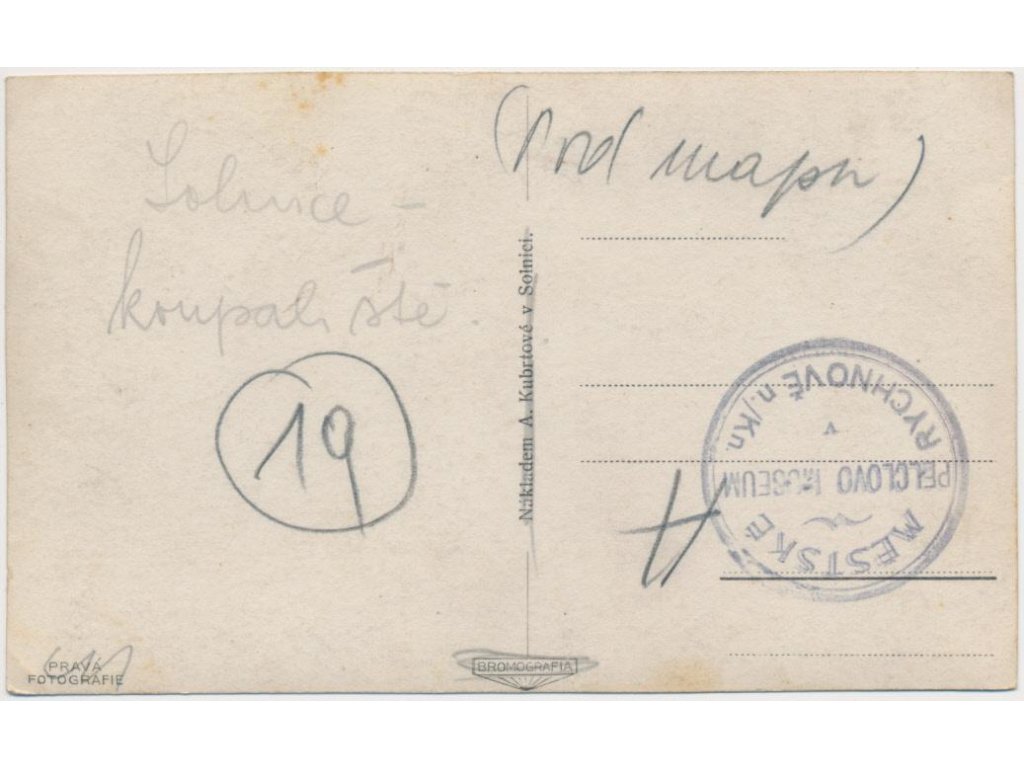 Solnice -
koupaliště.
19
(Pod mapu)
Nákladem A. Kubrtové v Solnici.
MĚSTSKÉ
PELCLOVO MUSEUM
v
RYCHNOVĚ n./Kn.
PRAVÁ
FOTOGRAFIE
BROMOGRAFIA